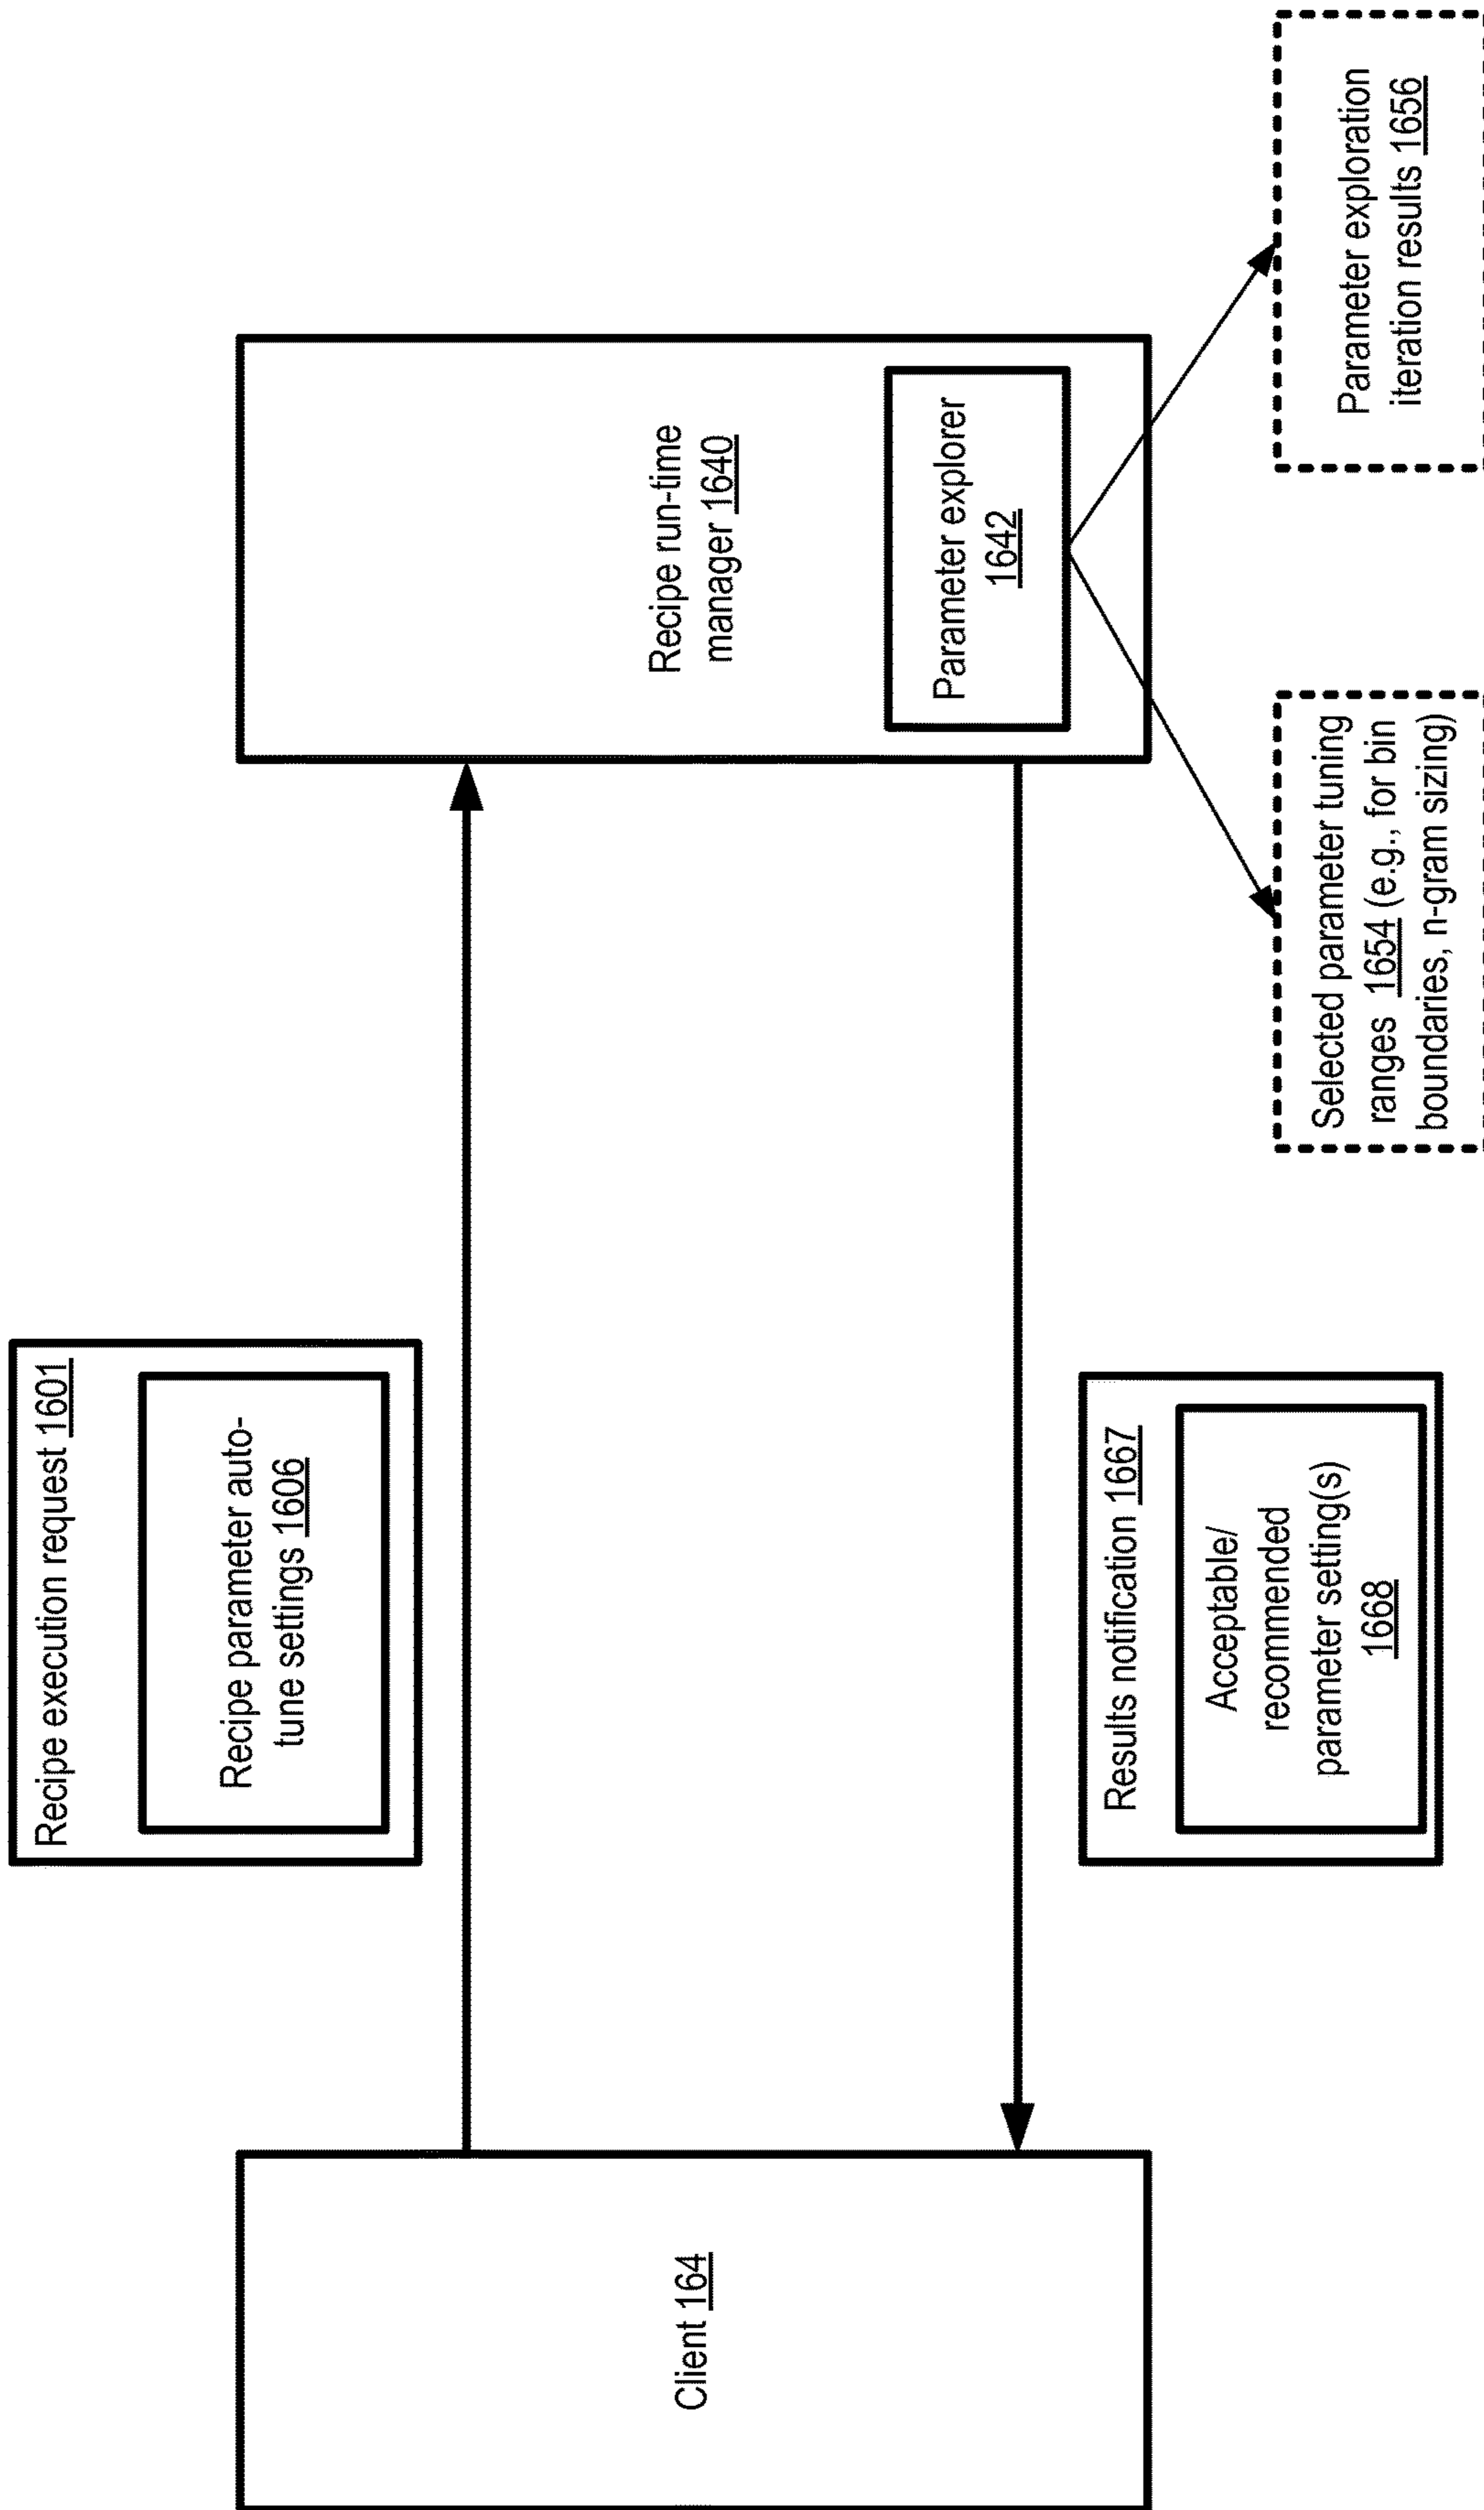 Recipe execution request 1601
Recipe parameter auto-
tune settings 1606
Client 164
Recipe run-time
manager 1640
Parameter explorer
1642
Results notification 1667
Acceptable/
recommended
parameter setting(s)
1668
Selected parameter tuning
ranges 1654 (e.g., for bin
boundaries, n-gram sizing)
Parameter exploration
iteration results 1656